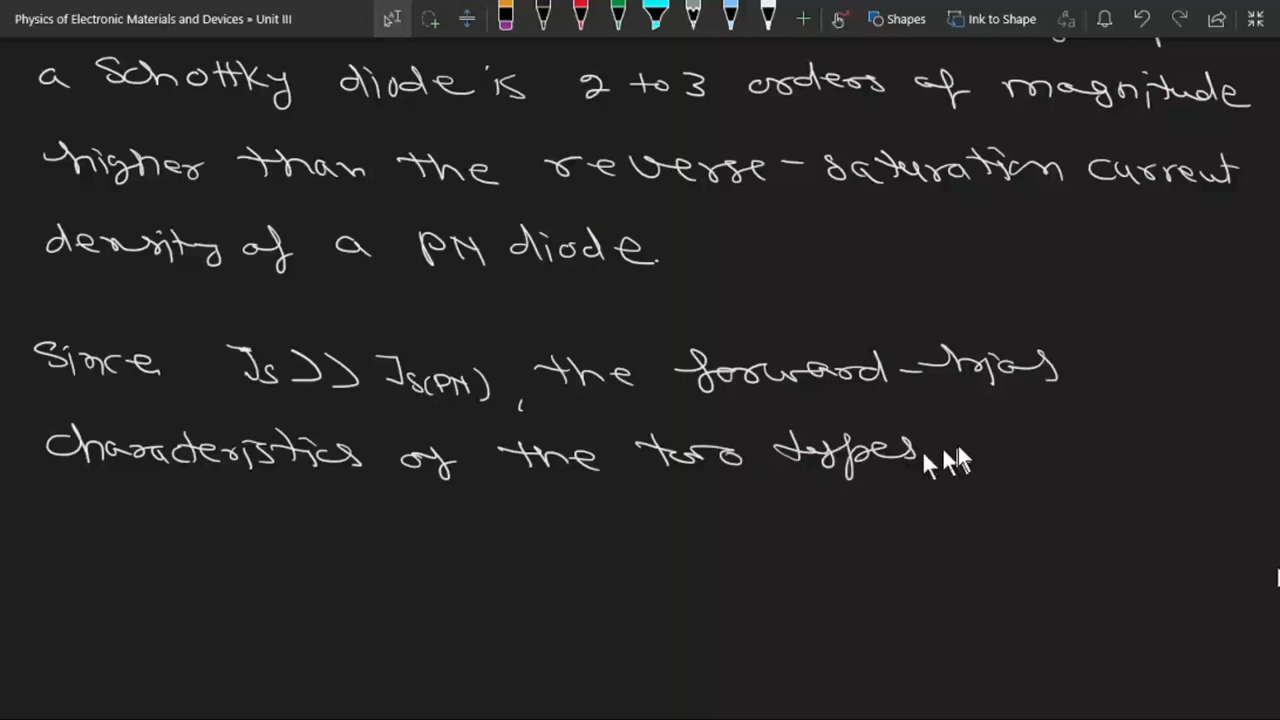 Physics of Electronic Materials and Devices » Unit III
Shapes
Ink to Shape
a Schottky diode is 2 to 3 orders of magnitude
higher than the reverse-saturation current
density of a PN diode.
Since Js >> Js(PN), the forward-bias
characteristics of the two types